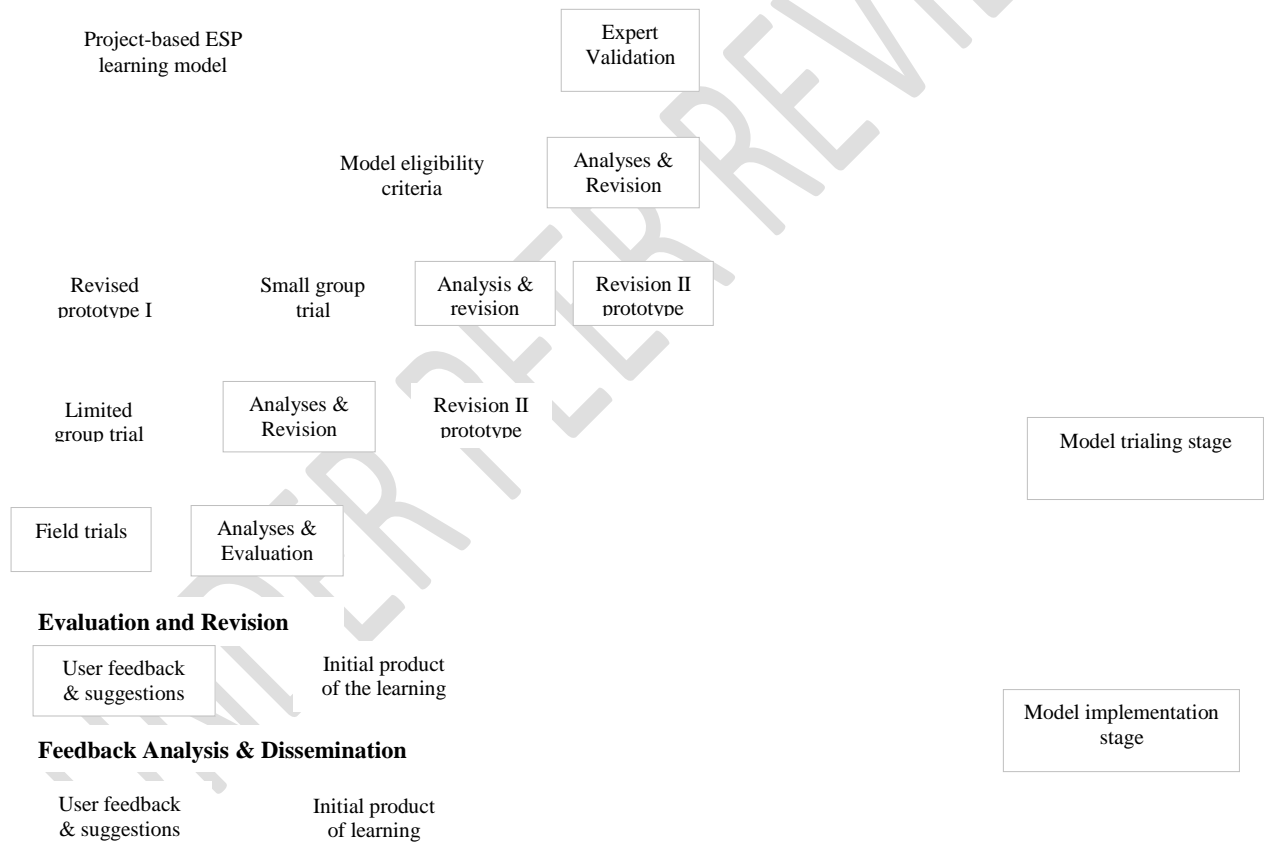 Project-based ESP
learning model
Expert
Validation
Model eligibility
criteria
Analyses &
Revision
Revised
prototype I
Small group
trial
Analysis &
revision
Revision II
prototype
Limited
group trial
Analyses &
Revision
Revision II
prototype
Model trialing stage
Field trials
Analyses &
Evaluation
Evaluation and Revision
User feedback
& suggestions
Initial product
of the learning
Model implementation
stage
Feedback Analysis & Dissemination
User feedback
& suggestions
Initial product
of learning
UNDER PEER REVIEW